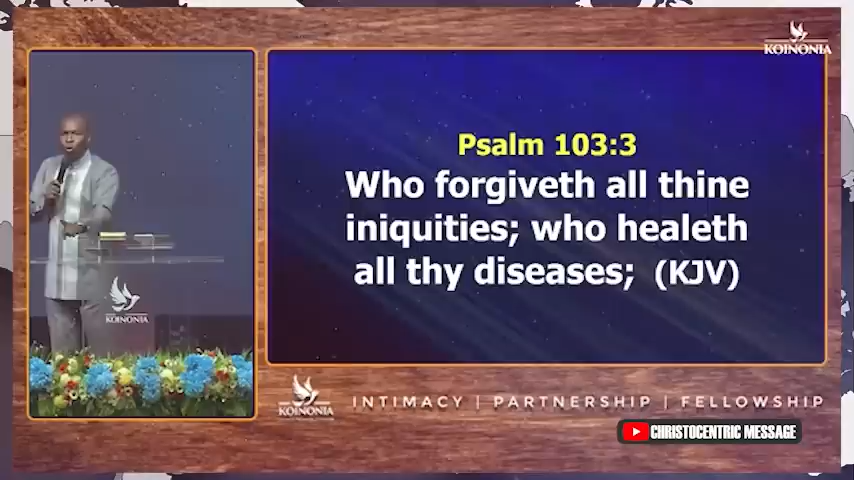 KOINONIA
Psalm 103:3
Who forgiveth all thine
iniquities; who healeth
all thy diseases; (KJV)
KOINONIA
KOINONIA
INTIMACY | PARTNERSHIP | FELLOWSHIP
CHRISTOCENTRIC MESSAGE